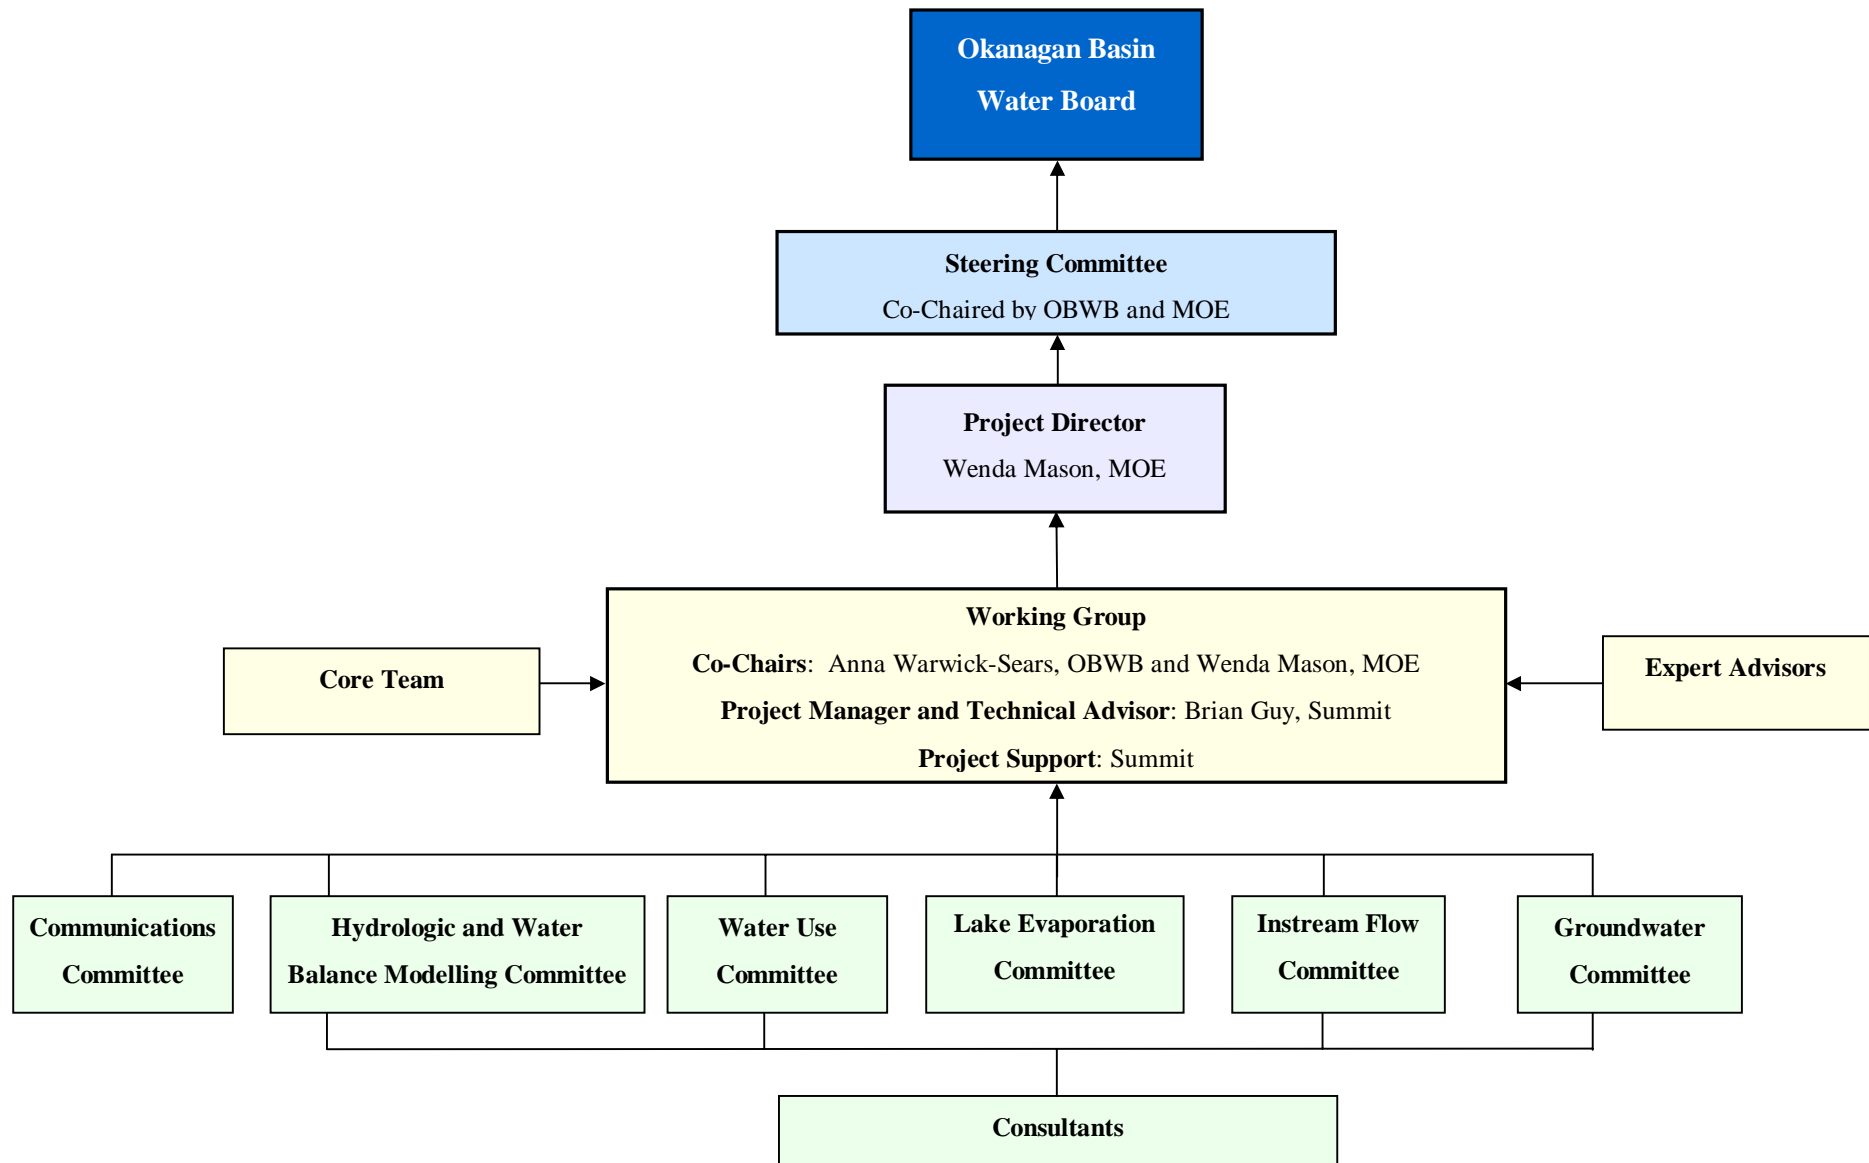 Okanagan Basin
Water Board
Steering Committee
Co-Chaired by OBWB and MOE
Project Director
Wenda Mason, MOE
Working Group
Co-Chairs:  Anna Warwick-Sears, OBWB and Wenda Mason, MOE
Project Manager and Technical Advisor: Brian Guy, Summit
Project Support: Summit
Core Team
Expert Advisors
Communications
Committee
Hydrologic and Water
Balance Modelling Committee
Water Use
Committee
Lake Evaporation
Committee
Instream Flow
Committee
Groundwater
Committee
Consultants